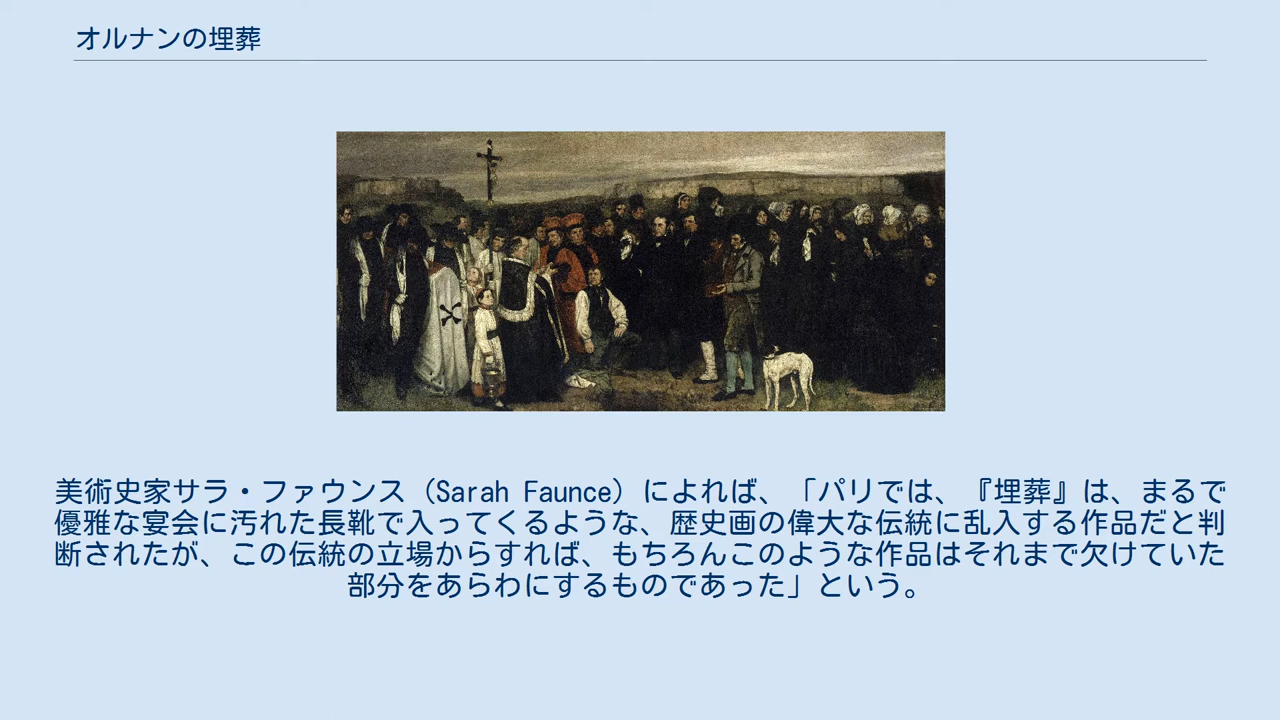 オルナンの埋葬
美術史家サラ・ファウンス（Sarah Faunce）によれば、「パリでは、『埋葬』は、まるで
優雅な宴会に汚れた長靴で入ってくるような、歴史画の偉大な伝統に乱入する作品だと判
断されたが、この伝統の立場からすれば、もちろんこのような作品はそれまで欠けていた
部分をあらわにするものであった」という。